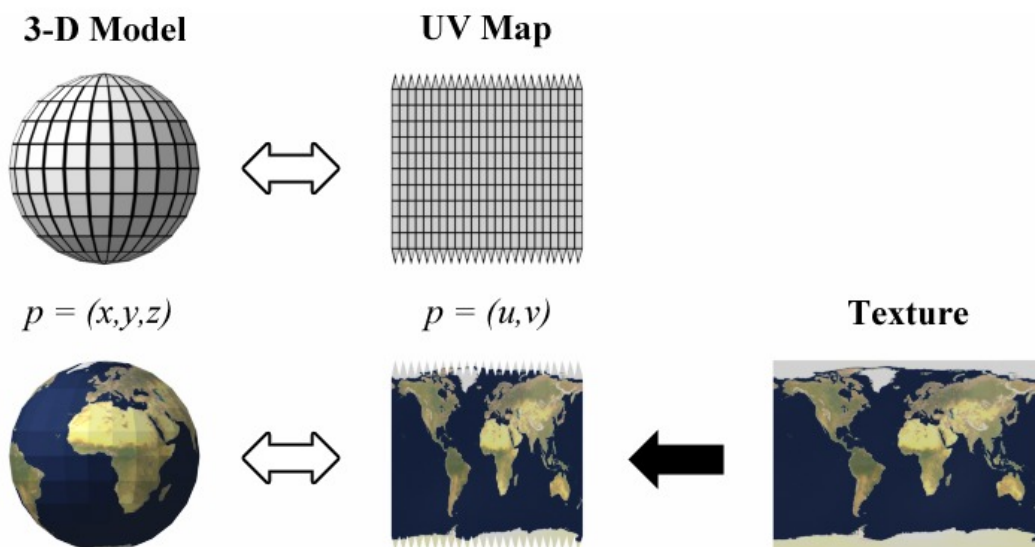 3-D Model
UV Map
p = (x,y,z)
p = (u,v)
Texture